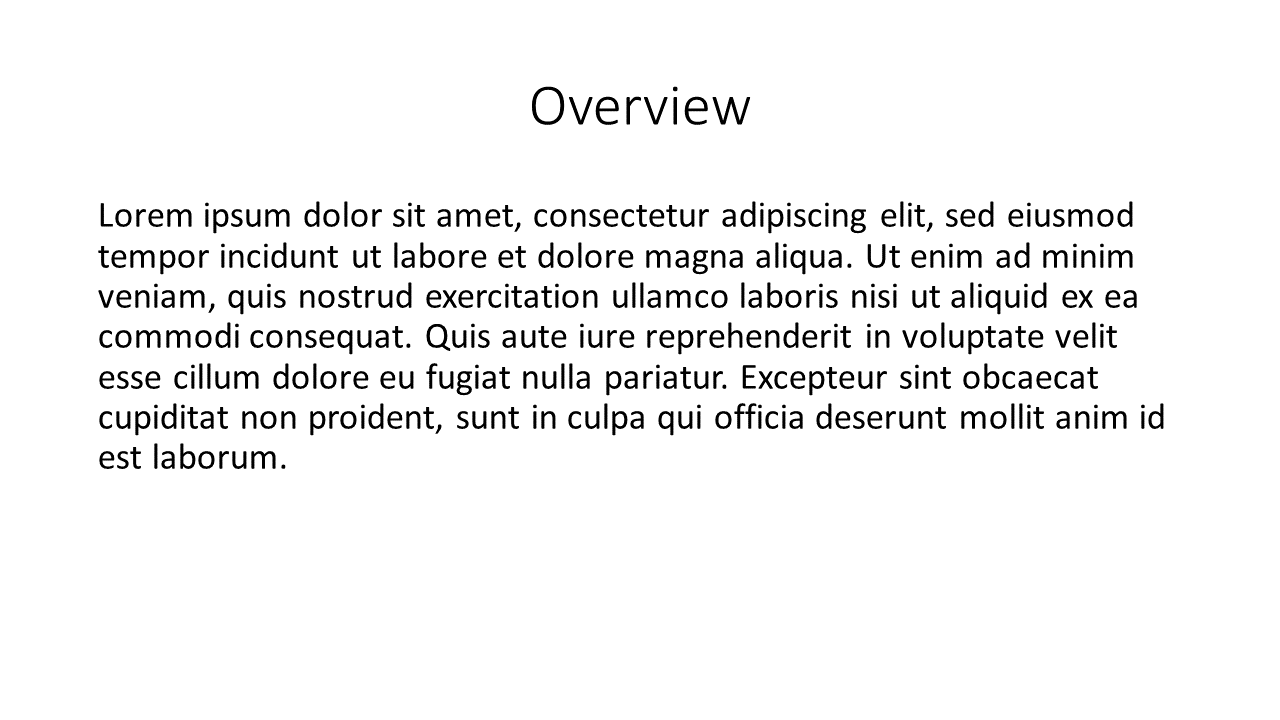 Overview
Lorem ipsum dolor sit amet, consectetur adipiscing elit, sed eiusmod
tempor incidunt ut labore et dolore magna aliqua. Ut enim ad minim
veniam, quis nostrud exercitation ullamco laboris nisi ut aliquid ex ea
commodi consequat. Quis aute iure reprehenderit in voluptate velit
esse cillum dolore eu fugiat nulla pariatur. Excepteur sint obcaecat
cupiditat non proident, sunt in culpa qui officia deserunt mollit anim id
est laborum.